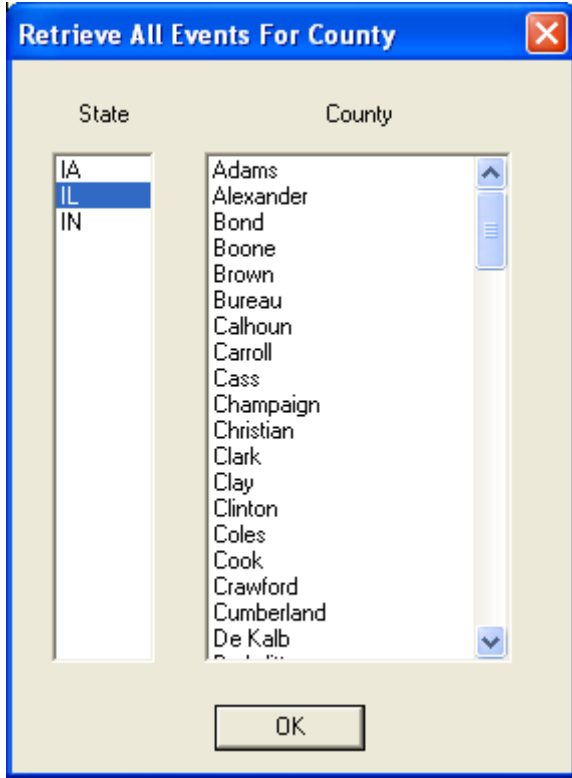 Retrieve All Events For County
State
County
IA
IL
IN
Adams
Alexander
Bond
Boone
Brown
Bureau
Calhoun
Carroll
Cass
Champaign
Christian
Clark
Clay
Clinton
Coles
Cook
Crawford
Cumberland
De Kalb
OK